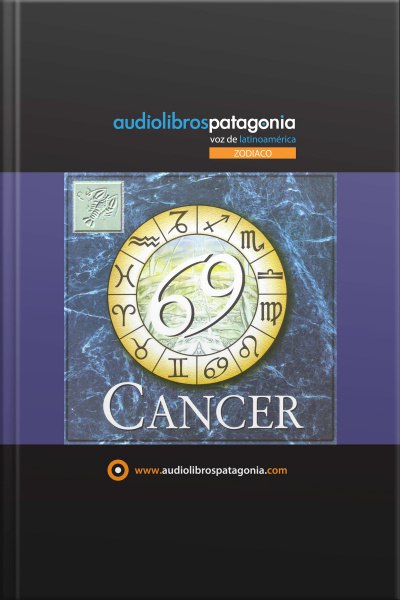 audiolibrospatagonia
voz de latinoamérica
ZODIACO
CANCER
www.audiolibrospatagonia.com